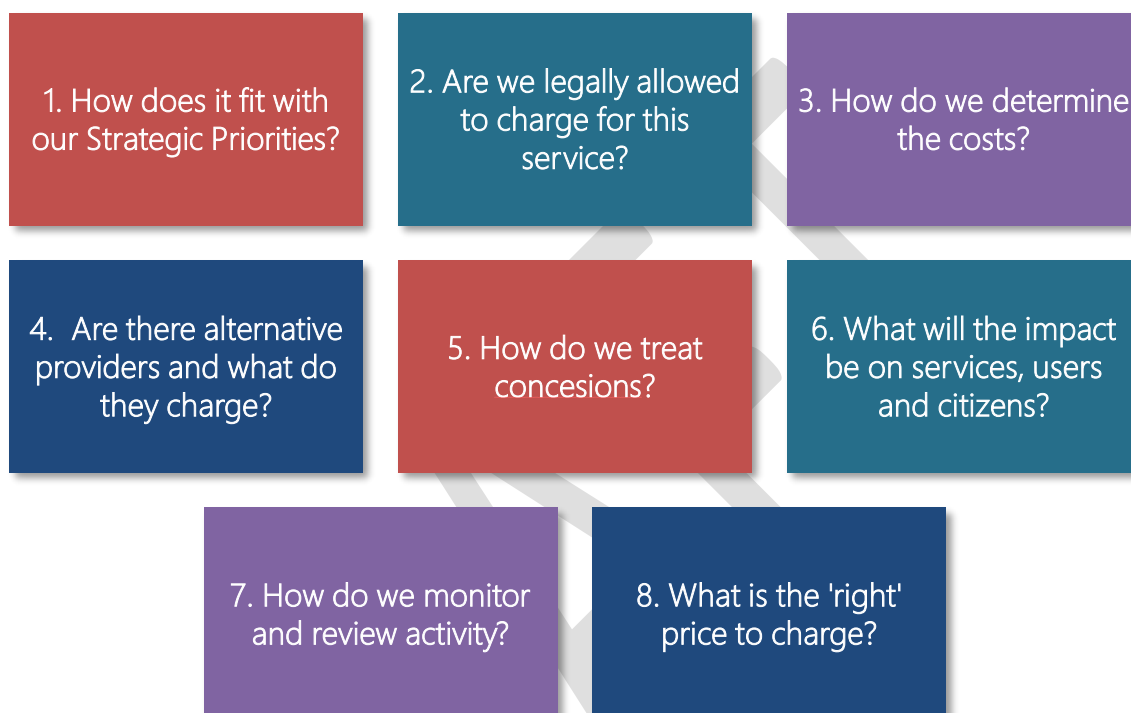 1. How does it fit with
our Strategic Priorities?
2. Are we legally allowed
to charge for this
service?
3. How do we determine
the costs?
4.  Are there alternative
providers and what do
they charge?
5. How do we treat
concesions?
6. What will the impact
be on services, users
and citizens?
7. How do we monitor
and review activity?
8. What is the 'right'
price to charge?